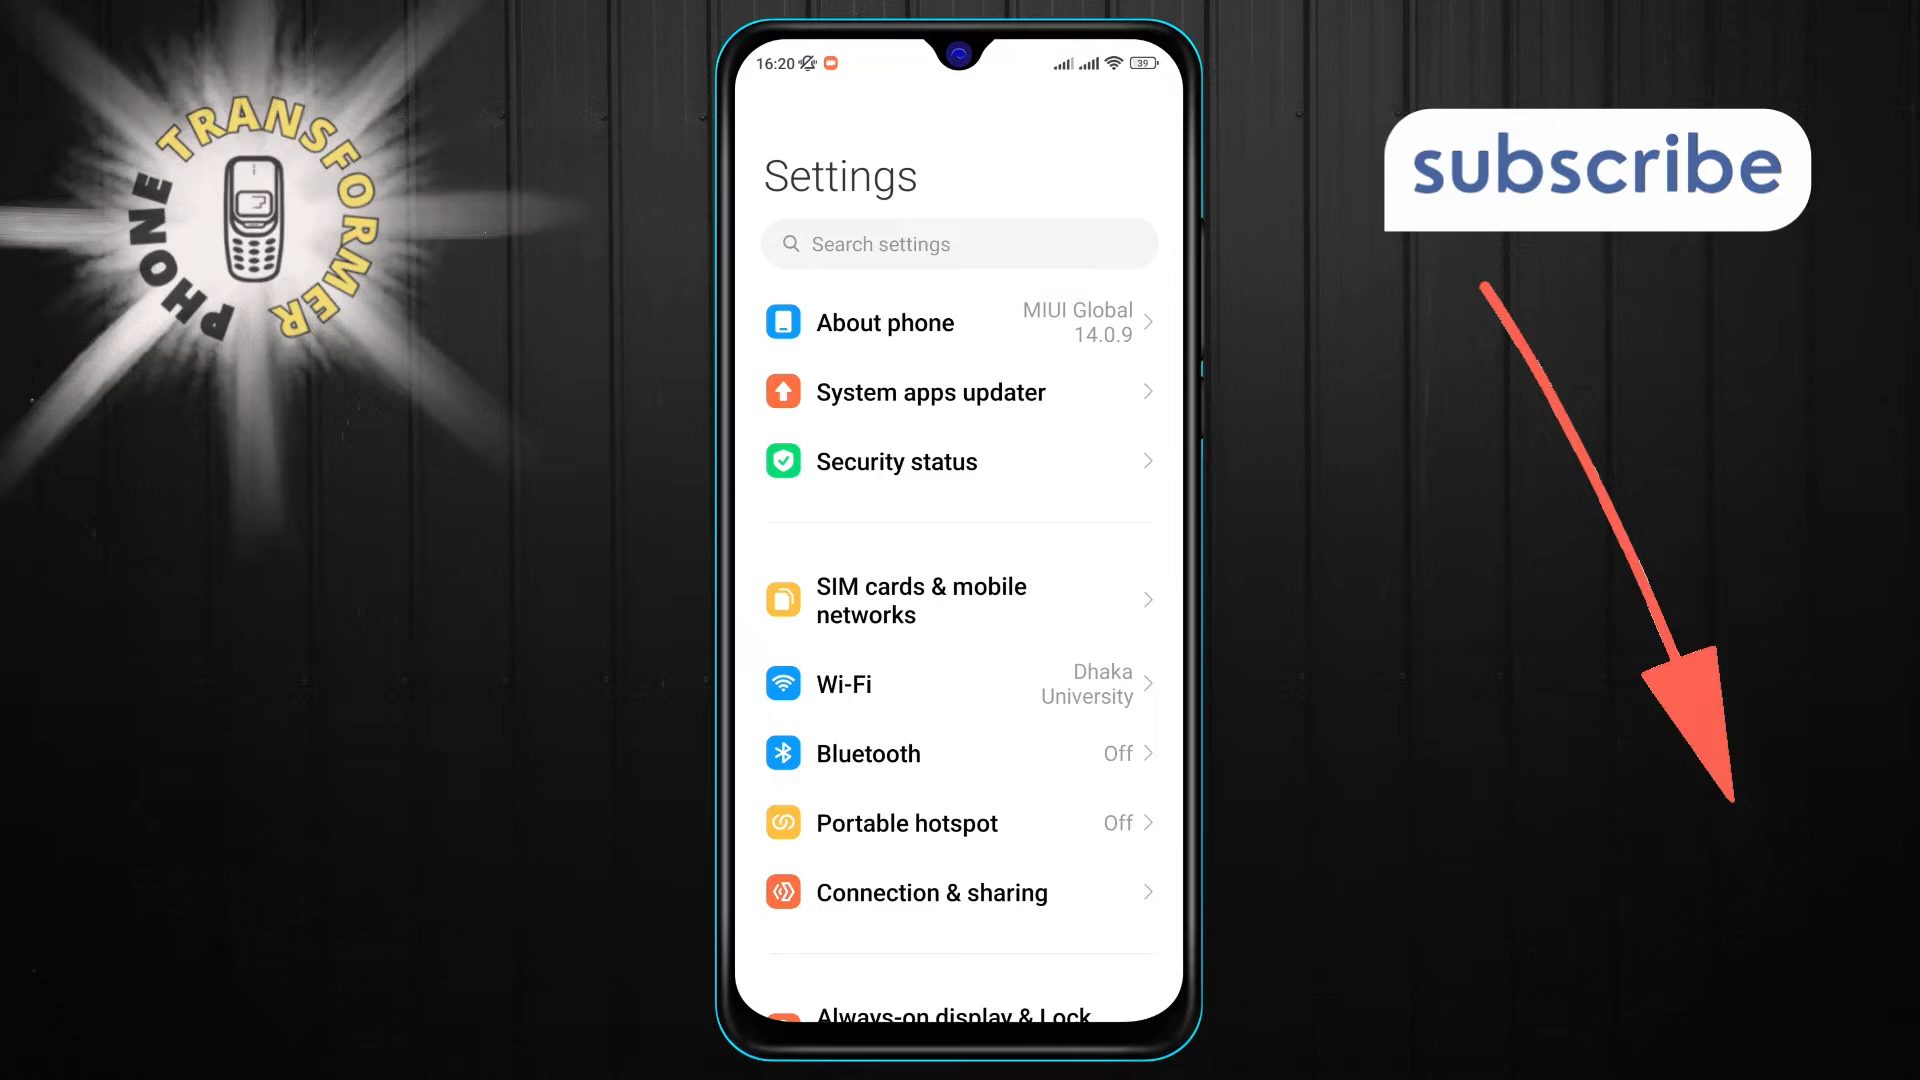 PHONE TRANSFORMER
subscribe
16:20
39
Settings
Search settings
About phone
MIUI Global
14.0.9
System apps updater
Security status
SIM cards & mobile
networks
Wi-Fi
Dhaka
University
Bluetooth
Off
Portable hotspot
Off
Connection & sharing
Always-on display & Lock